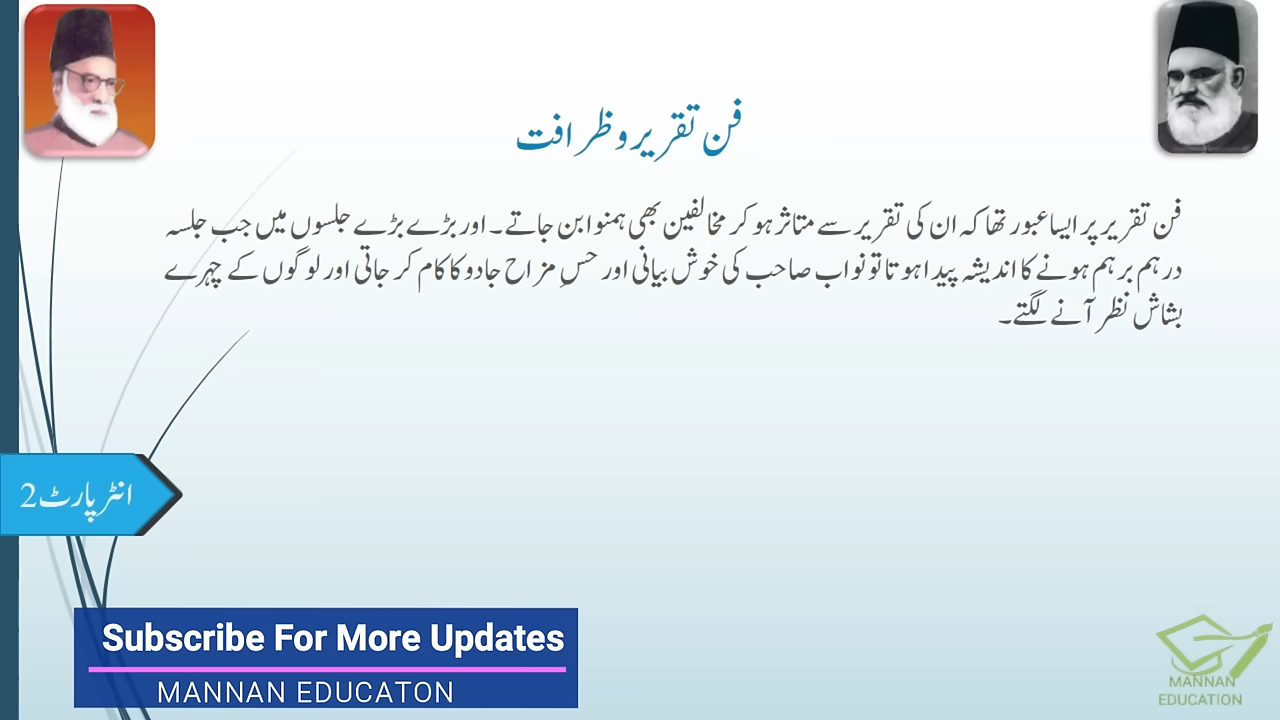 فن تقریر و ظرافت
فن تقریر پر ایسا عبور تھا کہ ان کی تقریر سے متاثر ہو کر مخالفین بھی ہمنوا بن جاتے۔ اور بڑے بڑے جلسوں میں جب جلسہ
درہم برہم ہونے کا اندیشہ پیدا ہوتا تو نواب صاحب کی خوش بیانی اور حسِ مزاح جادو کا کام کر جاتی اور لوگوں کے چہرے
بشاش نظر آنے لگتے۔
انٹر پارٹ 2
Subscribe For More Updates
MANNAN EDUCATON
MANNAN
EDUCATION